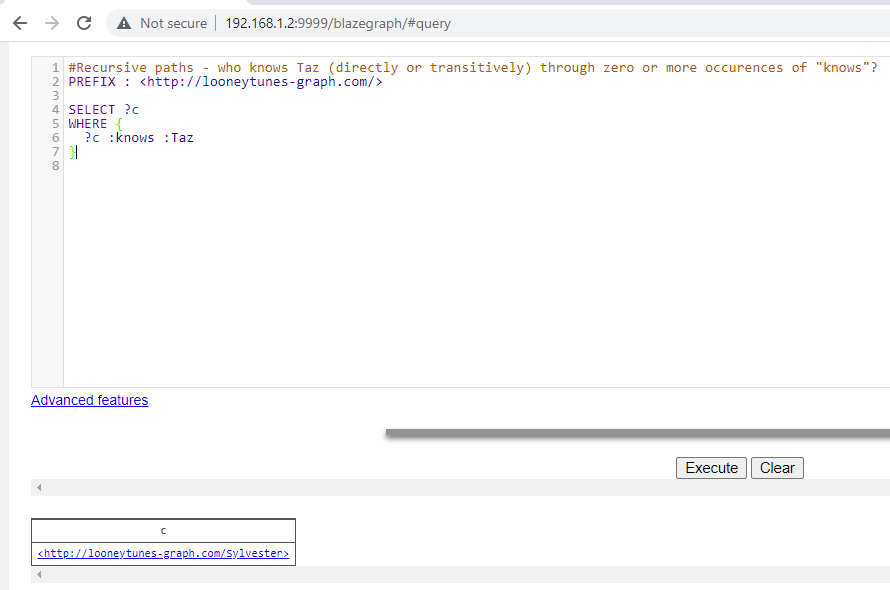 Not secure | 192.168.1.2:9999/blazegraph/#query
1 #Recursive paths - who knows Taz (directly or transitively) through zero or more occurences of "knows"?
2 PREFIX : <http://looneytunes-graph.com/>
3
4 SELECT ?c
5 WHERE {
6 ?c :knows :Taz
7 }
8
Advanced features
Execute Clear
c
<http://looneytunes-graph.com/Sylvester>